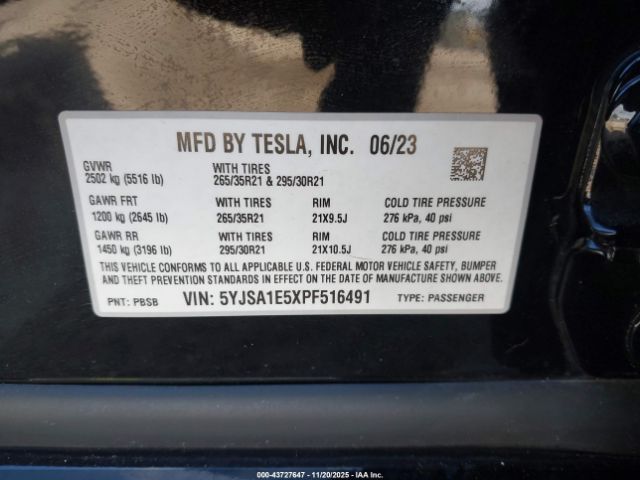 MFD BY TESLA, INC. 06/23
GVWR WITH TIRES
2502 kg (5516 lb) 265/35R21 & 295/30R21
GAWR FRT WITH TIRES RIM COLD TIRE PRESSURE
1200 kg (2645 lb) 265/35R21 21X9.5J 276 kPa, 40 psi
GAWR RR WITH TIRES RIM COLD TIRE PRESSURE
1450 kg (3196 lb) 295/30R21 21X10.5J 276 kPa, 40 psi
THIS VEHICLE CONFORMS TO ALL APPLICABLE U.S. FEDERAL MOTOR VEHICLE SAFETY, BUMPER
AND THEFT PREVENTION STANDARDS IN EFFECT ON THE DATE OF MANUFACTURE SHOWN ABOVE.
PNT: PBSB VIN: 5YJSA1E5XPF516491 TYPE: PASSENGER
000-43727647 - 11/20/2025 - IAAI.COM